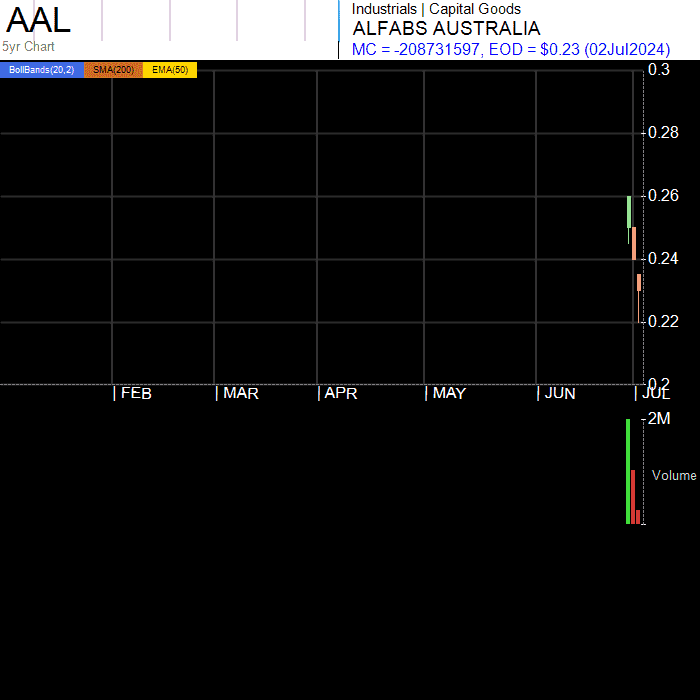 AAL
5yr Chart
Industrials | Capital Goods
ALFABS AUSTRALIA
MC = -208731597, EOD = $0.23 (02Jul2024)
BollBands(20,2) SMA(200) EMA(50)
0.3
0.28
0.26
0.24
0.22
0.2
FEB MAR APR MAY JUN JUL
2M
Volume